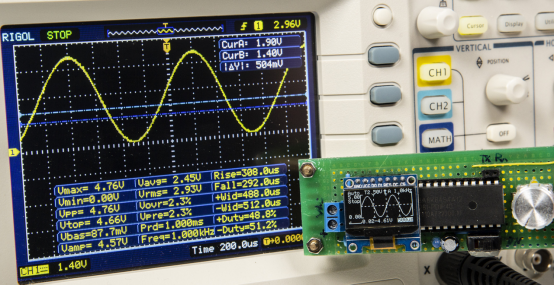 RIGOL STOP 1 2.96V
CurA= 1.90V
CurB= 1.40V
|ΔV|= 504mV
Vmax= 4.76V Vavg= 2.45V Rise=308.0us
Vmin=0.00V Vrms= 2.93V Fall=292.0us
Vpp= 4.76V Vovr=2.3% +Wid=488.0us
Vtop= 4.66V Vpre=2.3% -Wid=512.0us
Vbas=87.7mV Prd=1.000ms +Duty=48.8%
Vamp= 4.57V Freq=1.000kHz -Duty=51.2%
Time 200.0us
CH1 1.40V
Cursor
Display
VERTICAL
POSITION
CH1
CH2
MATH
OFF
X